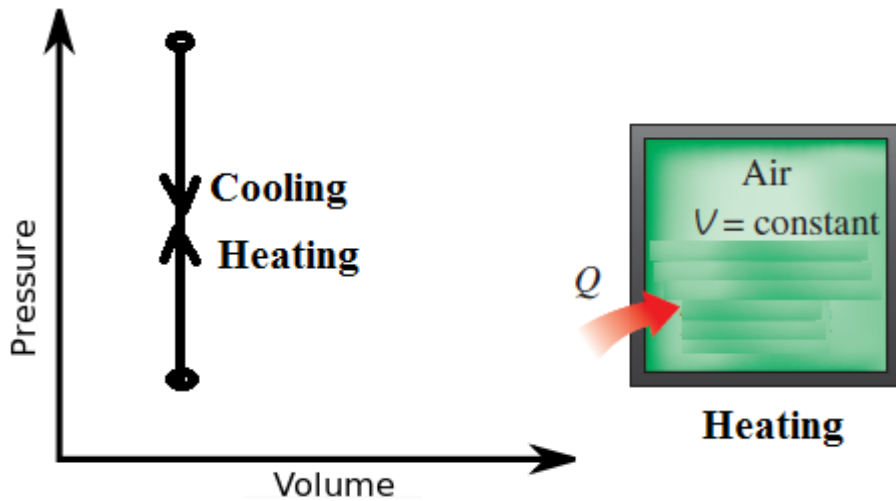 Pressure
Cooling
Heating
Volume
Air
V = constant
Q
Heating